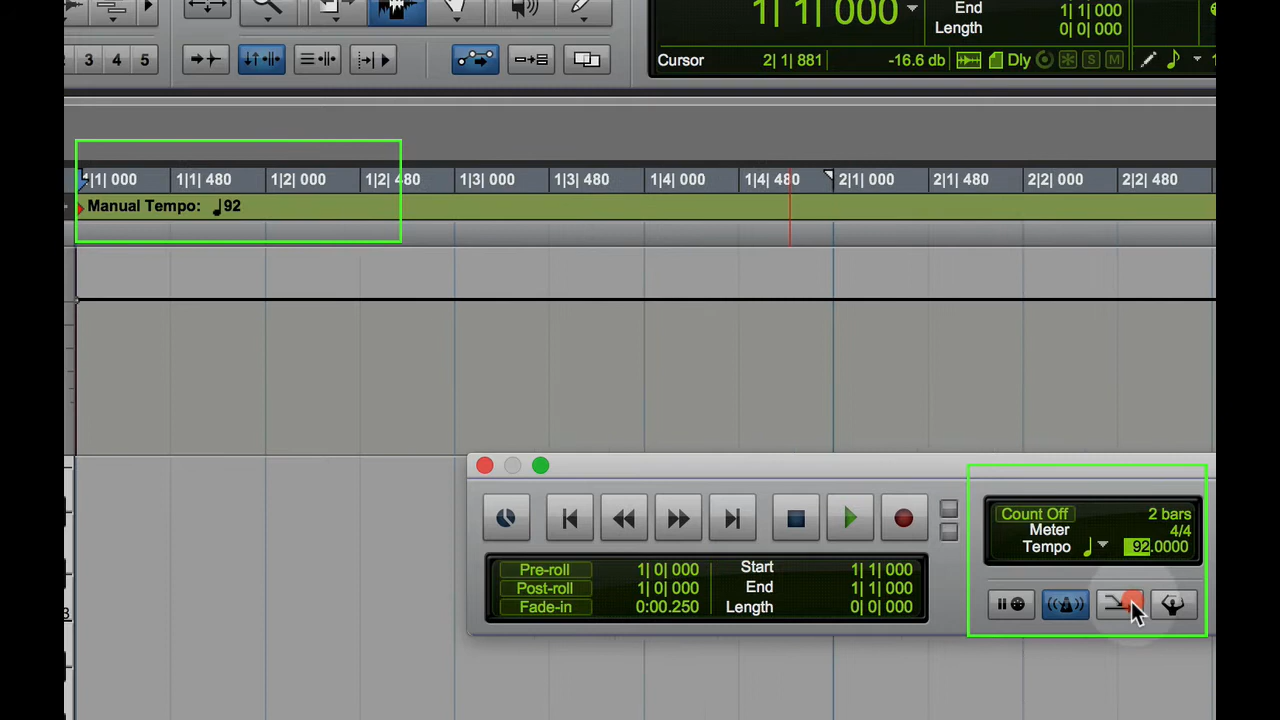 1| 1| 000
End 1| 1| 000
Length 0| 0| 000
3 4 5
Cursor 2| 1| 881 -16.6 db Dly S M
1|1| 000 1|1| 480 1|2| 000 1|2| 480 1|3| 000 1|3| 480 1|4| 000 1|4| 480 2|1| 000 2|1| 480 2|2| 000 2|2| 480
Manual Tempo: ♩92
Count Off 2 bars
Meter 4/4
Tempo ♩ 92.0000
Pre-roll 1| 0| 000 Start 1| 1| 000
Post-roll 1| 0| 000 End 1| 1| 000
Fade-in 0:00.250 Length 0| 0| 000